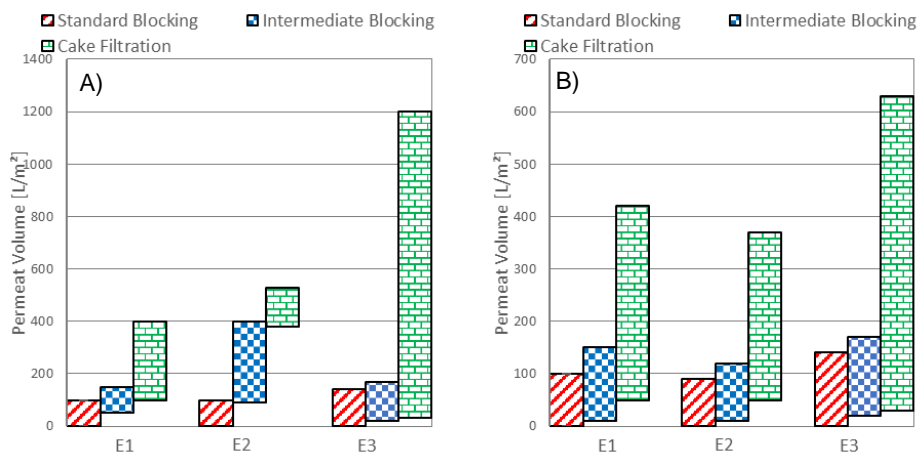 Standard Blocking
Intermediate Blocking
Cake Filtration
1400
1200
1000
800
600
400
200
0
Permeat Volume [L/m²]
A)
E1
E2
E3
Standard Blocking
Intermediate Blocking
Cake Filtration
700
600
500
400
300
200
100
0
Permeat Volume [L/m²]
B)
E1
E2
E3